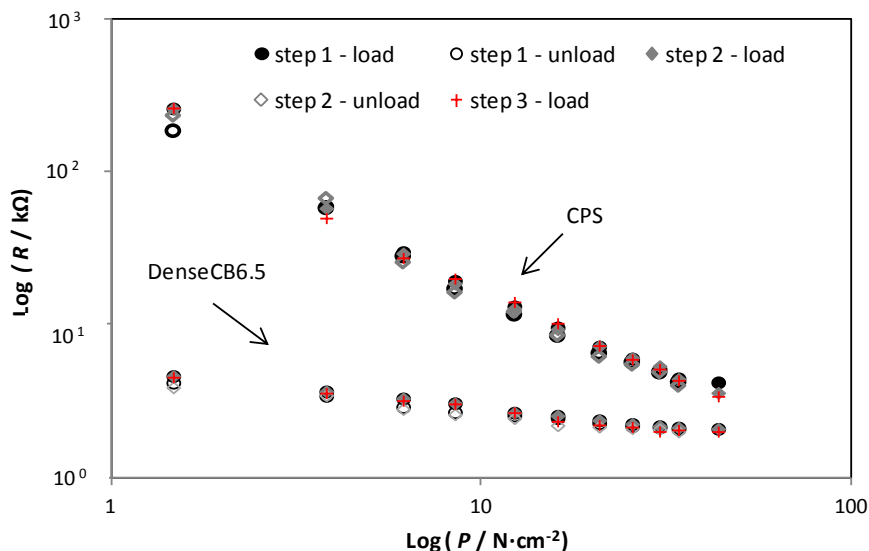 10³
step 1 - load step 1 - unload step 2 - load
step 2 - unload step 3 - load
10²
CPS
DenseCB6.5
10¹
10⁰
1 10 100
Log ( R / kΩ)
Log ( P / N·cm⁻²)